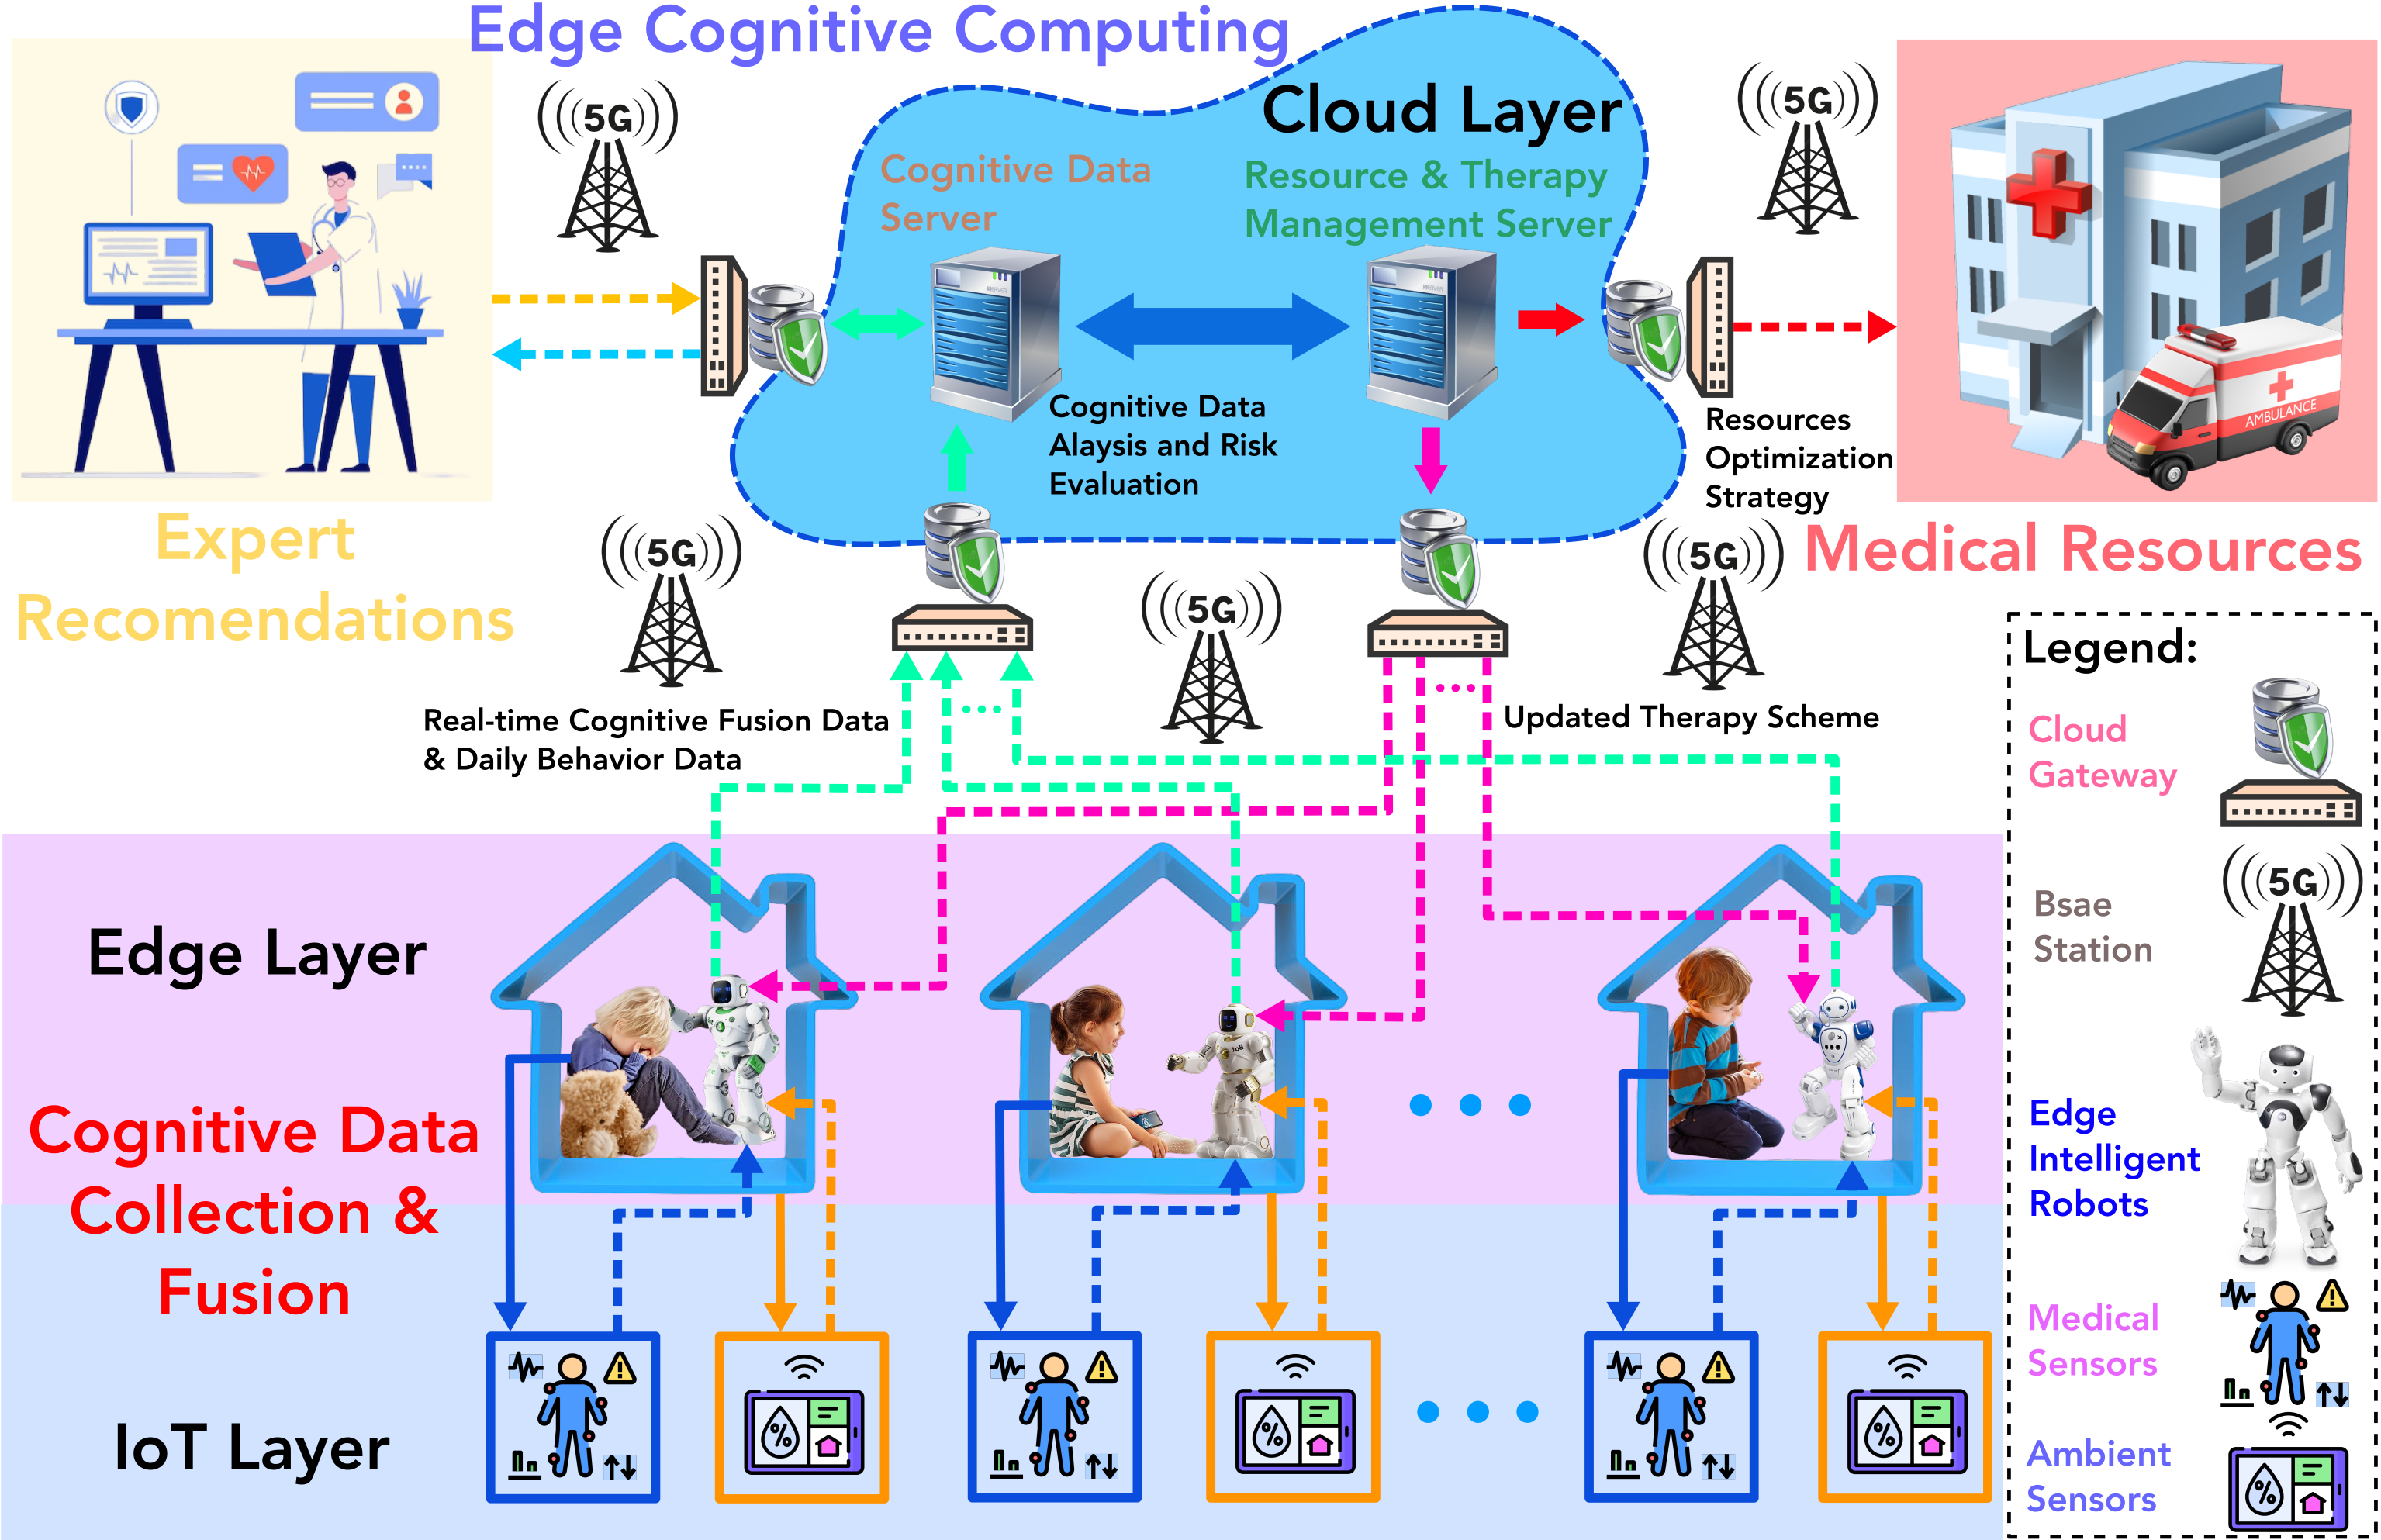 Edge Cognitive Computing
5G
Cloud Layer
5G
Cognitive Data
Server
Resource & Therapy
Management Server
AMBULANCE
Cognitive Data
Alaysis and Risk
Evaluation
Resources
Optimization
Strategy
Expert
Recomendations
5G
5G
5G
Medical Resources
Real-time Cognitive Fusion Data
& Daily Behavior Data
Updated Therapy Scheme
Legend:
Cloud
Gateway
5G
Bsae
Station
Edge
Intelligent
Robots
Medical
Sensors
%
Ambient
Sensors
Edge Layer
Cognitive Data
Collection &
Fusion
IoT Layer
%
%
%